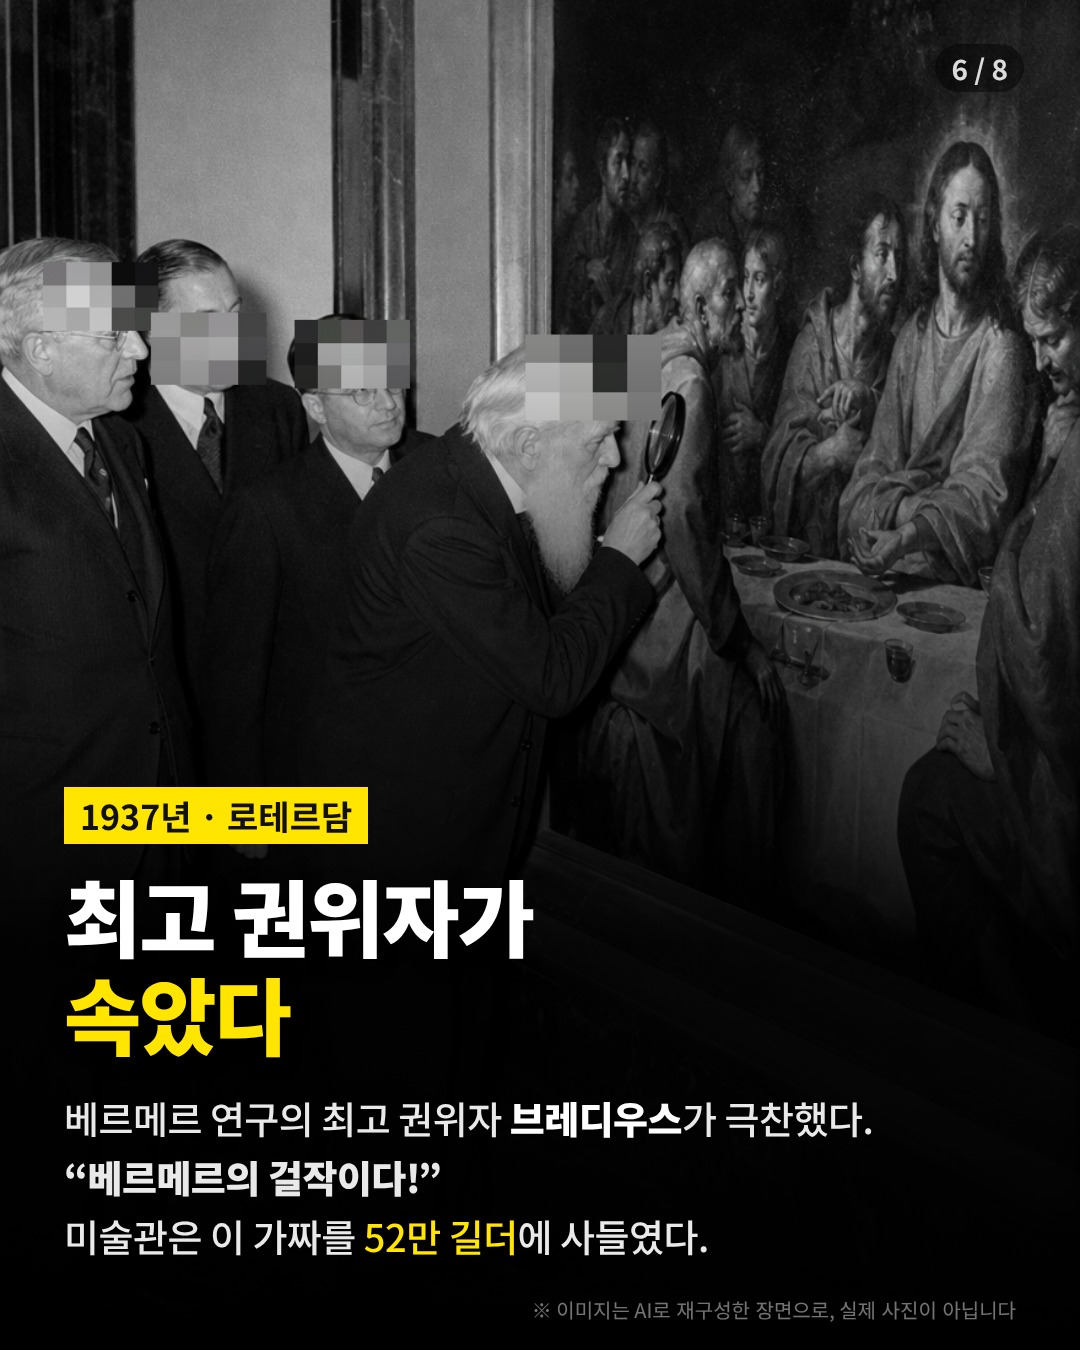 6 / 8
1937년 · 로테르담
최고 권위자가
속았다
베르메르 연구의 최고 권위자 브레디우스가 극찬했다.
“베르메르의 걸작이다!”
미술관은 이 가짜를 52만 길더에 사들였다.
※ 이미지는 AI로 재구성한 장면으로, 실제 사진이 아닙니다